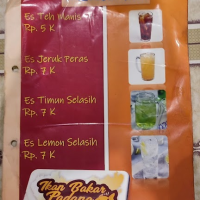 Es Teh Manis
Rp. 5 K
Es Jeruk Peras
Rp. 7 K
Es Timun Selasih
Rp. 7 K
Es Lemon Selasih
Rp. 7 K
Ikan Bakar
Padang